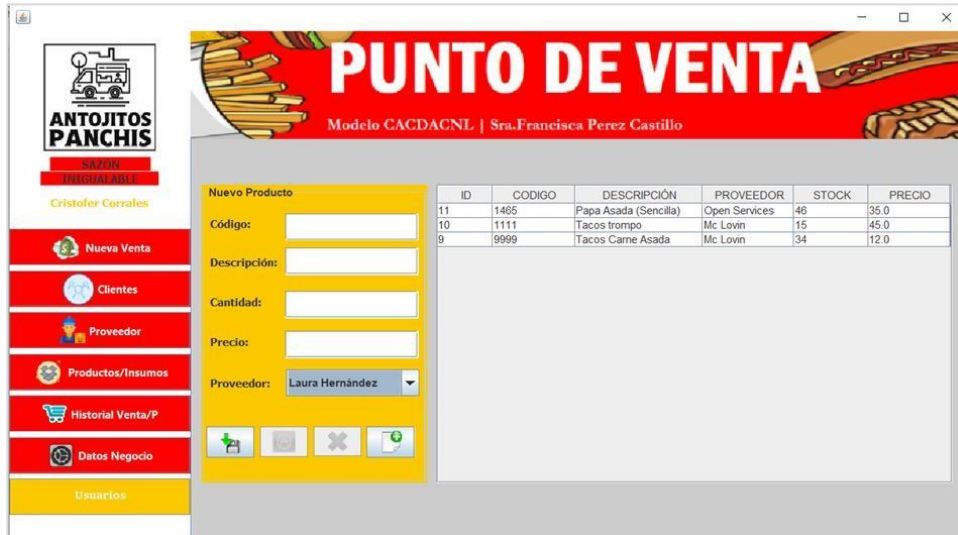 PUNTO DE VENTA
Modelo CACDACNL | Sra.Francisca Perez Castillo
ANTOJITOS
PANCHIS
SAZÓN
INIGUALABLE
Cristofer Corrales
Nueva Venta
Clientes
Proveedor
Productos/Insumos
Historial Venta/P
Datos Negocio
Usuarios
Nuevo Producto
Código:
Descripción:
Cantidad:
Precio:
Proveedor: Laura Hernández
ID CODIGO DESCRIPCIÓN PROVEEDOR STOCK PRECIO
11 1465 Papa Asada (Sencilla) Open Services 46 35.0
10 1111 Tacos trompo Mc Lovin 15 45.0
9 9999 Tacos Carne Asada Mc Lovin 34 12.0